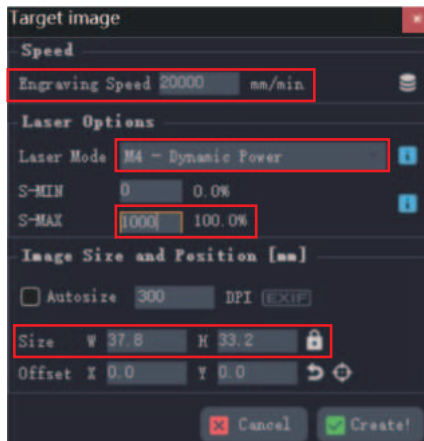 Target image
Speed
Engraving Speed 20000 mm/min
Laser Options
Laser Mode M4 - Dynamic Power
S-MIN 0 0.0%
S-MAX 1000 100.0%
Image Size and Position [mm]
Autosize 300 DPI EXIF
Size W 37.8 H 33.2
Offset X 0.0 Y 0.0
Cancel Create!